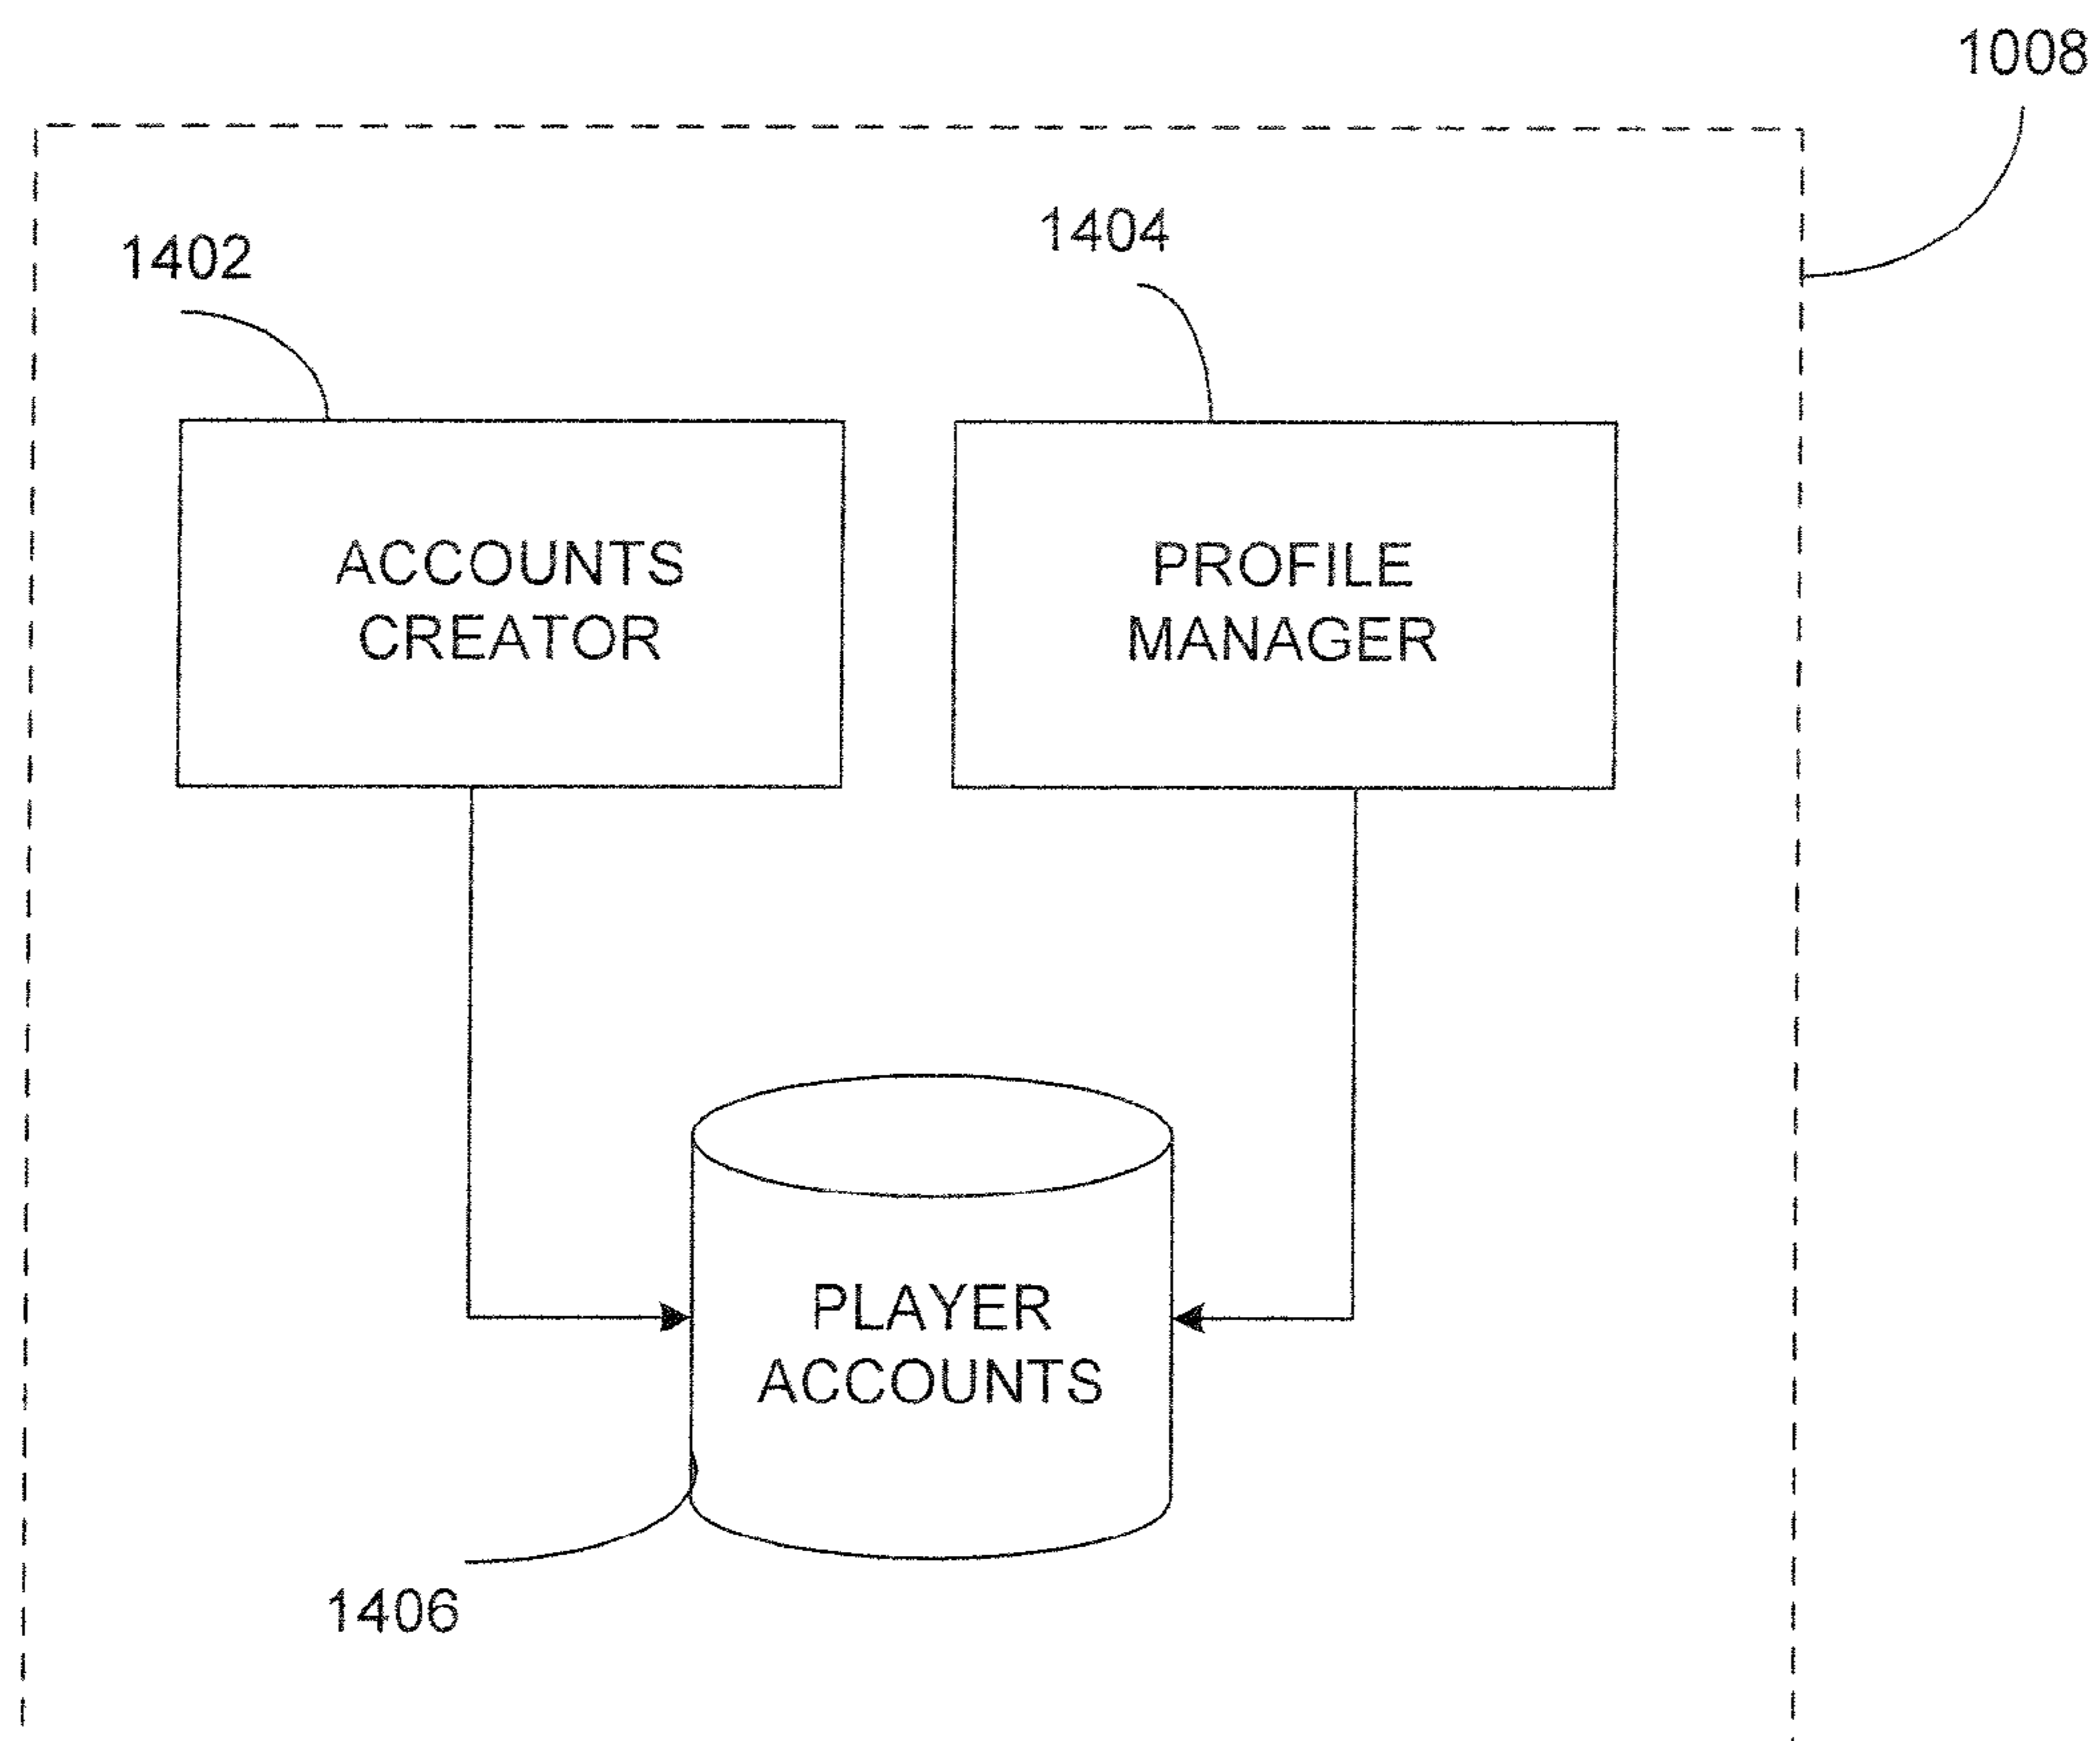 1008
1402
1404
ACCOUNTS
CREATOR
PROFILE
MANAGER
PLAYER
ACCOUNTS
1406